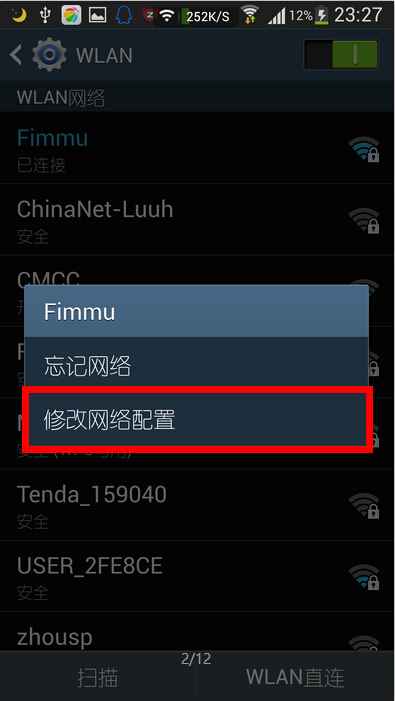 252K/S 12% 23:27
WLAN
WLAN网络
Fimmu
已连接
ChinaNet-Luuh
安全
CMCC
Fimmu
忘记网络
修改网络配置
Tenda_159040
安全
USER_2FE8CE
安全
zhousp
2/12
扫描 WLAN直连